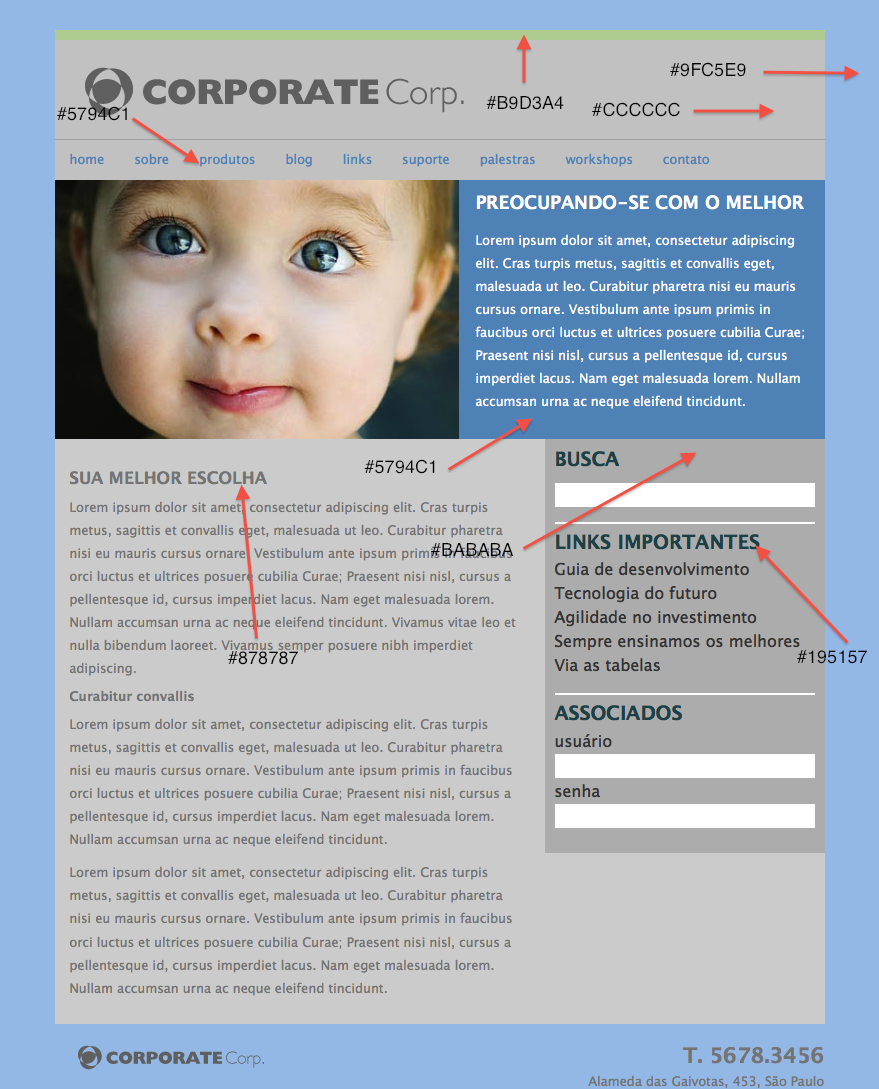 #9FC5E9
CORPORATE Corp.
#B9D3A4
#CCCCCC
#5794C1
home sobre produtos blog links suporte palestras workshops contato
PREOCUPANDO-SE COM O MELHOR
Lorem ipsum dolor sit amet, consectetur adipiscing
elit. Cras turpis metus, sagittis et convallis eget,
malesuada ut leo. Curabitur pharetra nisi eu mauris
cursus ornare. Vestibulum ante ipsum primis in
faucibus orci luctus et ultrices posuere cubilia Curae;
Praesent nisi nisl, cursus a pellentesque id, cursus
imperdiet lacus. Nam eget malesuada lorem. Nullam
accumsan urna ac neque eleifend tincidunt.
#5794C1
SUA MELHOR ESCOLHA
Lorem ipsum dolor sit amet, consectetur adipiscing elit. Cras turpis
metus, sagittis et convallis eget, malesuada ut leo. Curabitur pharetra
nisi eu mauris cursus ornare. Vestibulum ante ipsum primis in faucibus
orci luctus et ultrices posuere cubilia Curae; Praesent nisi nisl, cursus a
pellentesque id, cursus imperdiet lacus. Nam eget malesuada lorem.
Nullam accumsan urna ac neque eleifend tincidunt. Vivamus vitae leo et
nulla bibendum laoreet. Vivamus semper posuere nibh imperdiet
adipiscing.
#BABABA
#878787
Curabitur convallis
Lorem ipsum dolor sit amet, consectetur adipiscing elit. Cras turpis
metus, sagittis et convallis eget, malesuada ut leo. Curabitur pharetra
nisi eu mauris cursus ornare. Vestibulum ante ipsum primis in faucibus
orci luctus et ultrices posuere cubilia Curae; Praesent nisi nisl, cursus a
pellentesque id, cursus imperdiet lacus. Nam eget malesuada lorem.
Nullam accumsan urna ac neque eleifend tincidunt.
Lorem ipsum dolor sit amet, consectetur adipiscing elit. Cras turpis
metus, sagittis et convallis eget, malesuada ut leo. Curabitur pharetra
nisi eu mauris cursus ornare. Vestibulum ante ipsum primis in faucibus
orci luctus et ultrices posuere cubilia Curae; Praesent nisi nisl, cursus a
pellentesque id, cursus imperdiet lacus. Nam eget malesuada lorem.
Nullam accumsan urna ac neque eleifend tincidunt.
BUSCA
LINKS IMPORTANTES
Guia de desenvolvimento
Tecnologia do futuro
Agilidade no investimento
Sempre ensinamos os melhores
Via as tabelas
#195157
ASSOCIADOS
usuário
senha
CORPORATE Corp.
T. 5678.3456
Alameda das Gaivotas, 453, São Paulo